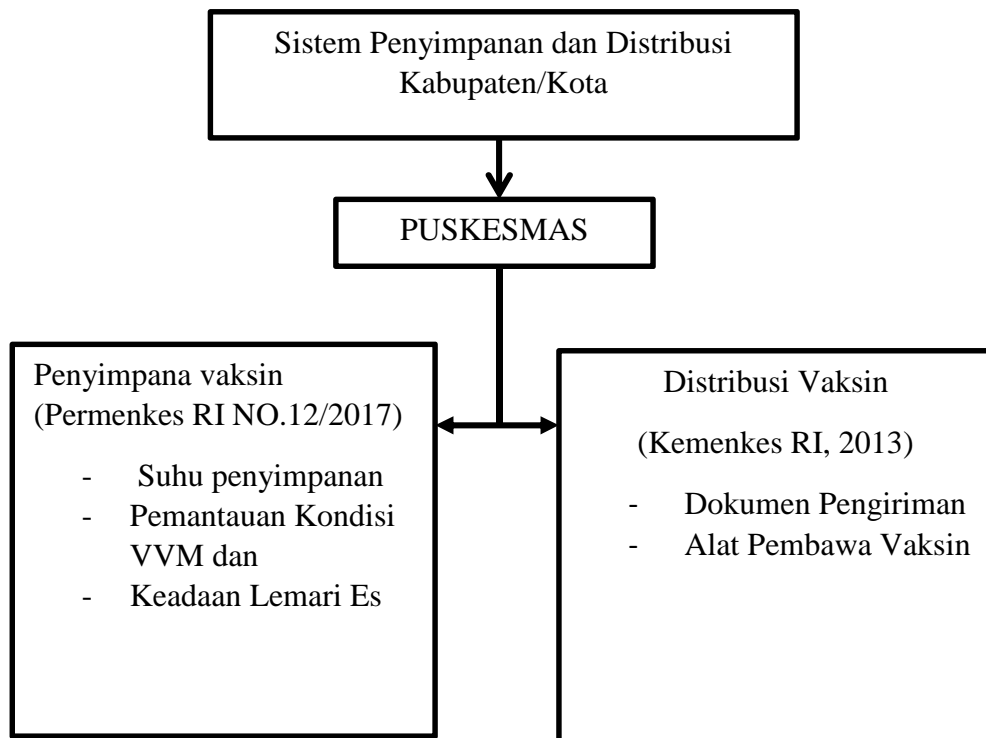 Sistem Penyimpanan dan Distribusi
Kabupaten/Kota
PUSKESMAS
Penyimpana vaksin
(Permenkes RI NO.12/2017)
- Suhu penyimpanan
- Pemantauan Kondisi
VVM dan
- Keadaan Lemari Es
Distribusi Vaksin
(Kemenkes RI, 2013)
- Dokumen Pengiriman
- Alat Pembawa Vaksin